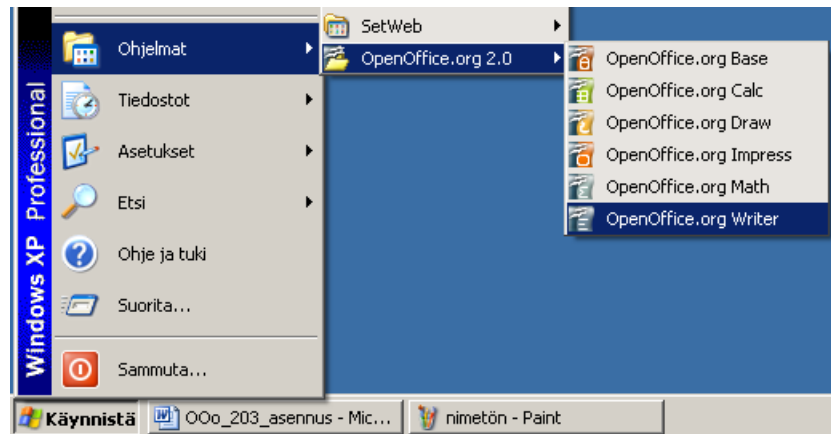 Windows XP Professional
Ohjelmat
Tiedostot
Asetukset
Etsi
Ohje ja tuki
Suorita...
Sammuta...
SetWeb
OpenOffice.org 2.0
OpenOffice.org Base
OpenOffice.org Calc
OpenOffice.org Draw
OpenOffice.org Impress
OpenOffice.org Math
OpenOffice.org Writer
Käynnistä
OOo_203_asennus - Mic...
nimetön - Paint